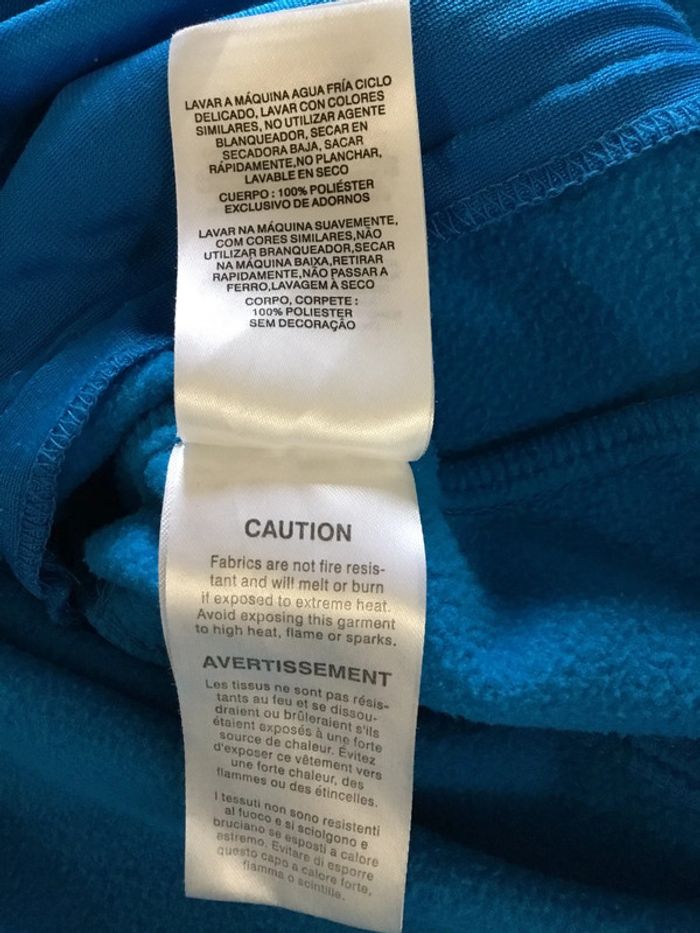 LAVAR A MÁQUINA AGUA FRÍA CICLO
DELICADO, LAVAR CON COLORES
SIMILARES, NO UTILIZAR AGENTE
BLANQUEADOR, SECAR EN
SECADORA BAJA, SACAR
RÁPIDAMENTE,NO PLANCHAR,
LAVABLE EN SECO
CUERPO : 100% POLIÉSTER
EXCLUSIVO DE ADORNOS
LAVAR NA MÁQUINA SUAVEMENTE,
COM CORES SIMILARES,NÃO
UTILIZAR BRANQUEADOR,SECAR
NA MÁQUINA BAIXA,RETIRAR
RAPIDAMENTE,NÃO PASSAR A
FERRO,LAVAGEM À SECO
CORPO, CORPETE :
100% POLIESTER
SEM DECORAÇÃO
CAUTION
Fabrics are not fire resis-
tant and will melt or burn
if exposed to extreme heat.
Avoid exposing this garment
to high heat, flame or sparks.
AVERTISSEMENT
Les tissus ne sont pas résis-
tants au feu et se dissou-
draient ou brûleraient s'ils
étaient exposés à une forte
source de chaleur. Évitez
d'exposer ce vêtement vers
une forte chaleur, des
flammes ou des étincelles.
I tessuti non sono resistenti
al fuoco e si sciolgono e
bruciano se esposti a calore
estremo. Evitare di esporre
questo capo a calore forte,
fiamma o scintille.